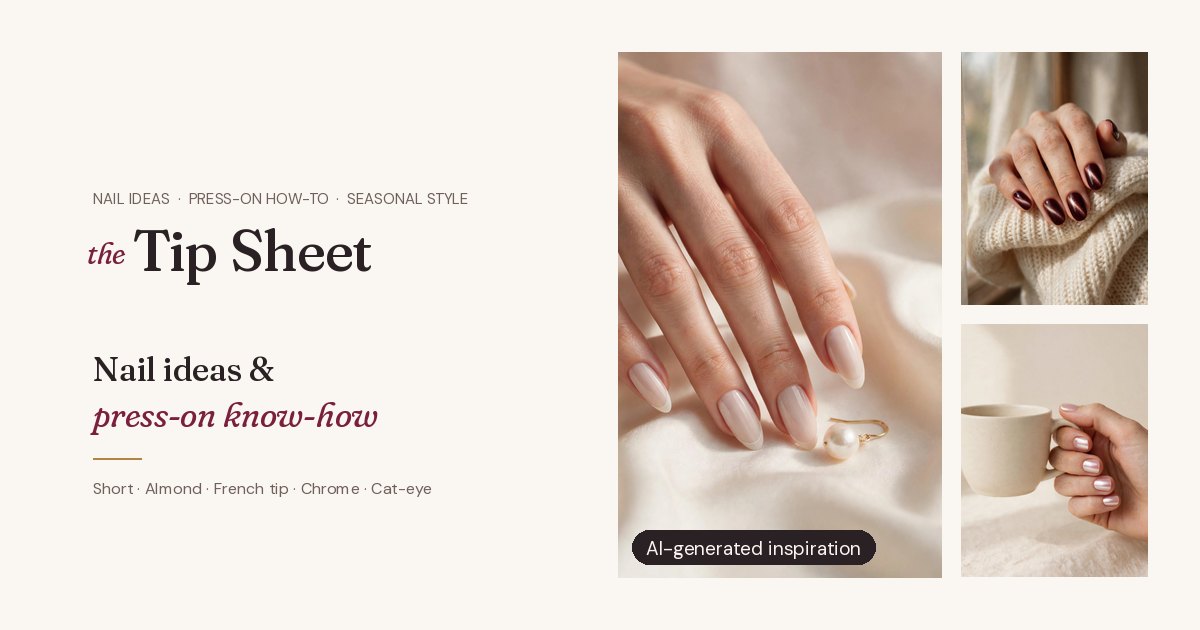 NAIL IDEAS · PRESS-ON HOW-TO · SEASONAL STYLE
the Tip Sheet
Nail ideas &
press-on know-how
Short · Almond · French tip · Chrome · Cat-eye
AI-generated inspiration